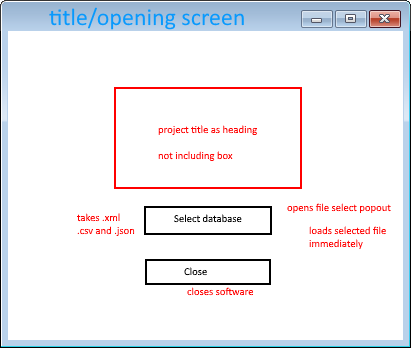 title/opening screen
project title as heading
not including box
takes .xml
.csv and .json
Select database
opens file select popout
loads selected file
immediately
Close
closes software